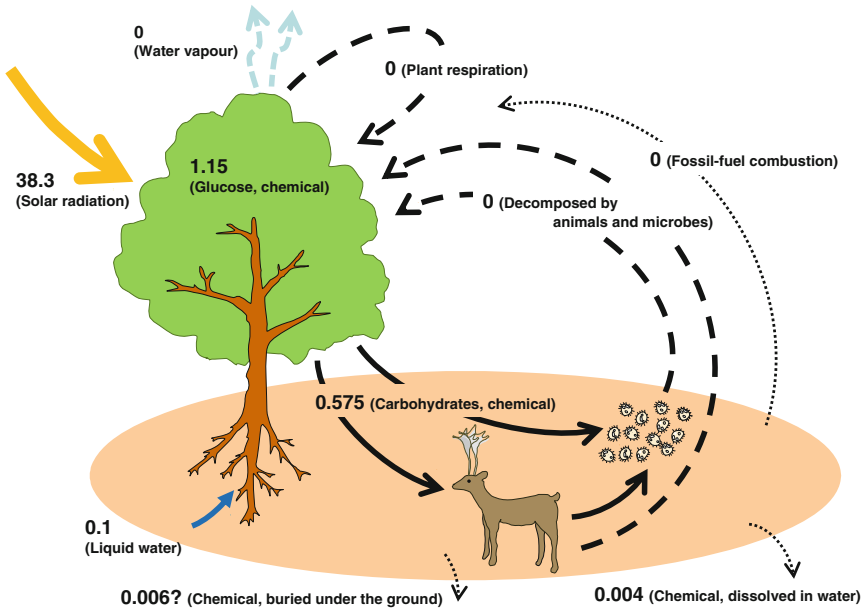 0
(Water vapour)
0 (Plant respiration)
38.3
(Solar radiation)
1.15
(Glucose, chemical)
0 (Fossil-fuel combustion)
0 (Decomposed by
animals and microbes)
0.575 (Carbohydrates, chemical)
0.1
(Liquid water)
0.006? (Chemical, buried under the ground)
0.004 (Chemical, dissolved in water)